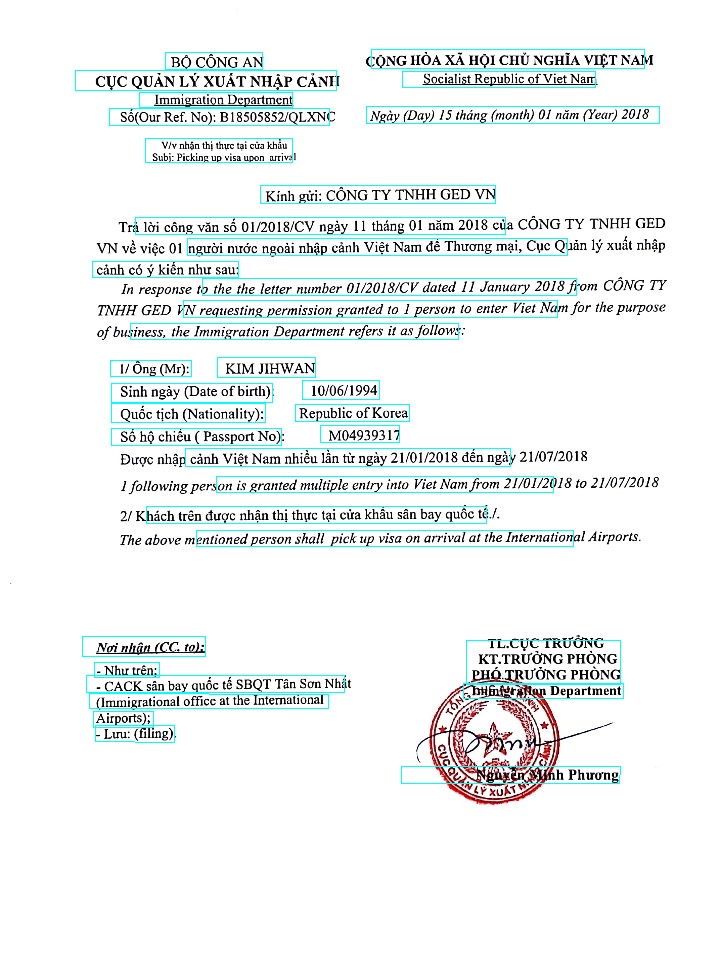 BỘ CÔNG AN
CỤC QUẢN LÝ XUẤT NHẬP CẢNH
Immigration Department
Số(Our Ref. No): B18505852/QLXNC
V/v nhận thị thực tại cửa khẩu
Subj: Picking up visa upon arrival
CỘNG HÒA XÃ HỘI CHỦ NGHĨA VIỆT NAM
Socialist Republic of Viet Nam
Ngày (Day) 15 tháng (month) 01 năm (Year) 2018
Kính gửi: CÔNG TY TNHH GED VN
Trả lời công văn số 01/2018/CV ngày 11 tháng 01 năm 2018 của CÔNG TY TNHH GED
VN về việc 01 người nước ngoài nhập cảnh Việt Nam để Thương mại, Cục Quản lý xuất nhập
cảnh có ý kiến như sau:
In response to the the letter number 01/2018/CV dated 11 January 2018 from CÔNG TY
TNHH GED VN requesting permission granted to 1 person to enter Viet Nam for the purpose
of business, the Immigration Department refers it as follows:
1/ Ông (Mr): KIM JIHWAN
Sinh ngày (Date of birth): 10/06/1994
Quốc tịch (Nationality): Republic of Korea
Số hộ chiếu ( Passport No): M04939317
Được nhập cảnh Việt Nam nhiều lần từ ngày 21/01/2018 đến ngày 21/07/2018
1 following person is granted multiple entry into Viet Nam from 21/01/2018 to 21/07/2018
2/ Khách trên được nhận thị thực tại cửa khẩu sân bay quốc tế./.
The above mentioned person shall pick up visa on arrival at the International Airports.
Nơi nhận (CC. to):
- Như trên;
- CACK sân bay quốc tế SBQT Tân Sơn Nhất
(Immigrational office at the International
Airports);
- Lưu: (filing).
TL.CỤC TRƯỞNG
KT.TRƯỞNG PHÒNG
PHÓ.TRƯỞNG PHÒNG
Immigration Department
CỤC QUẢN LÝ XUẤT NHẬP CẢNH
Nguyễn Minh Phương